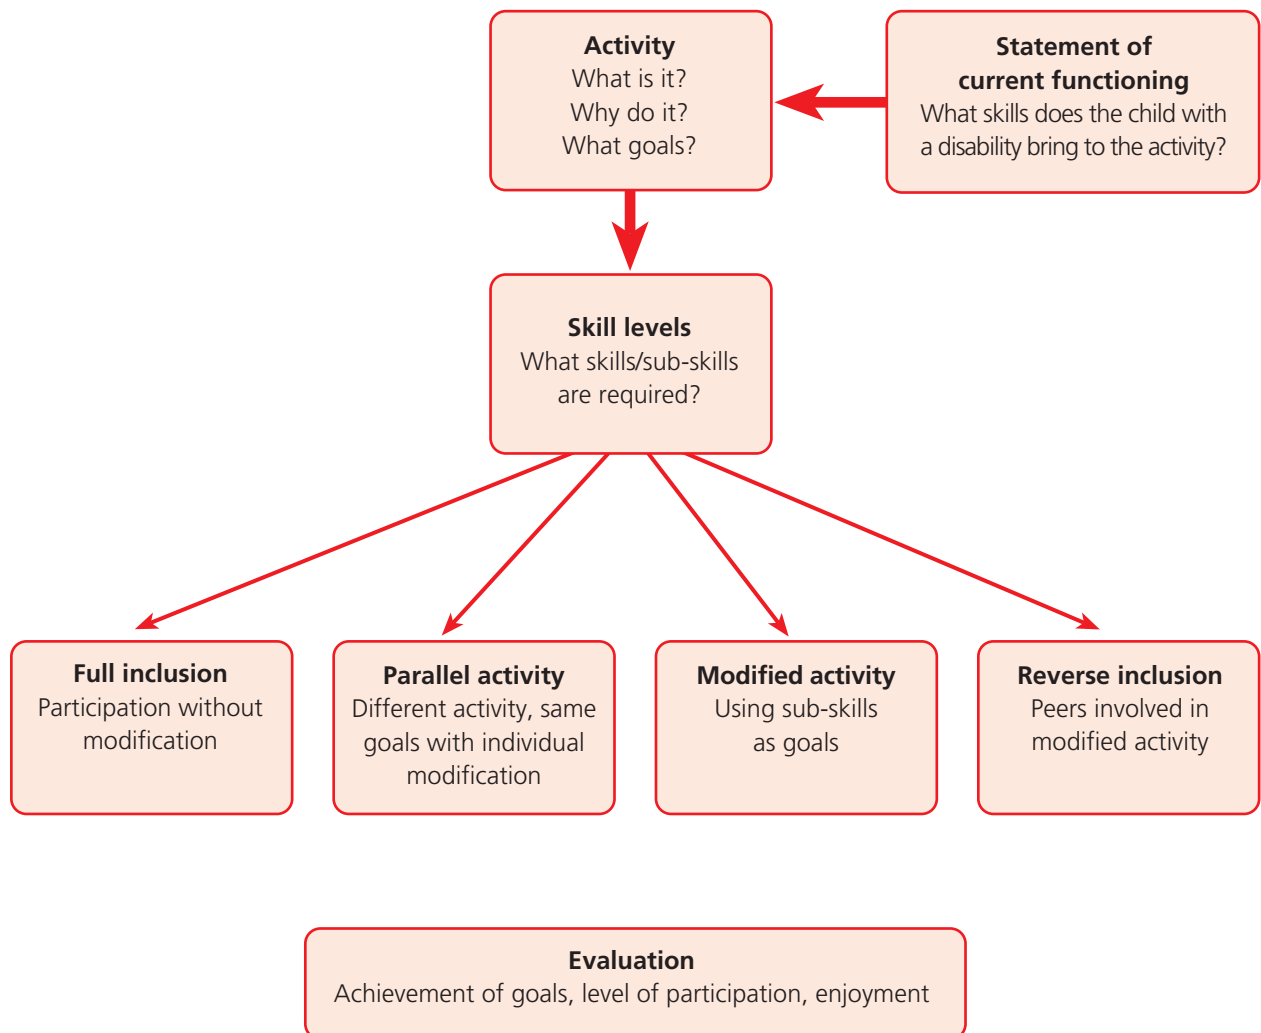 Activity
What is it?
Why do it?
What goals?
Statement of
current functioning
What skills does the child with
a disability bring to the activity?
Skill levels
What skills/sub-skills
are required?
Full inclusion
Participation without
modification
Parallel activity
Different activity, same
goals with individual
modification
Modified activity
Using sub-skills
as goals
Reverse inclusion
Peers involved in
modified activity
Evaluation
Achievement of goals, level of participation, enjoyment